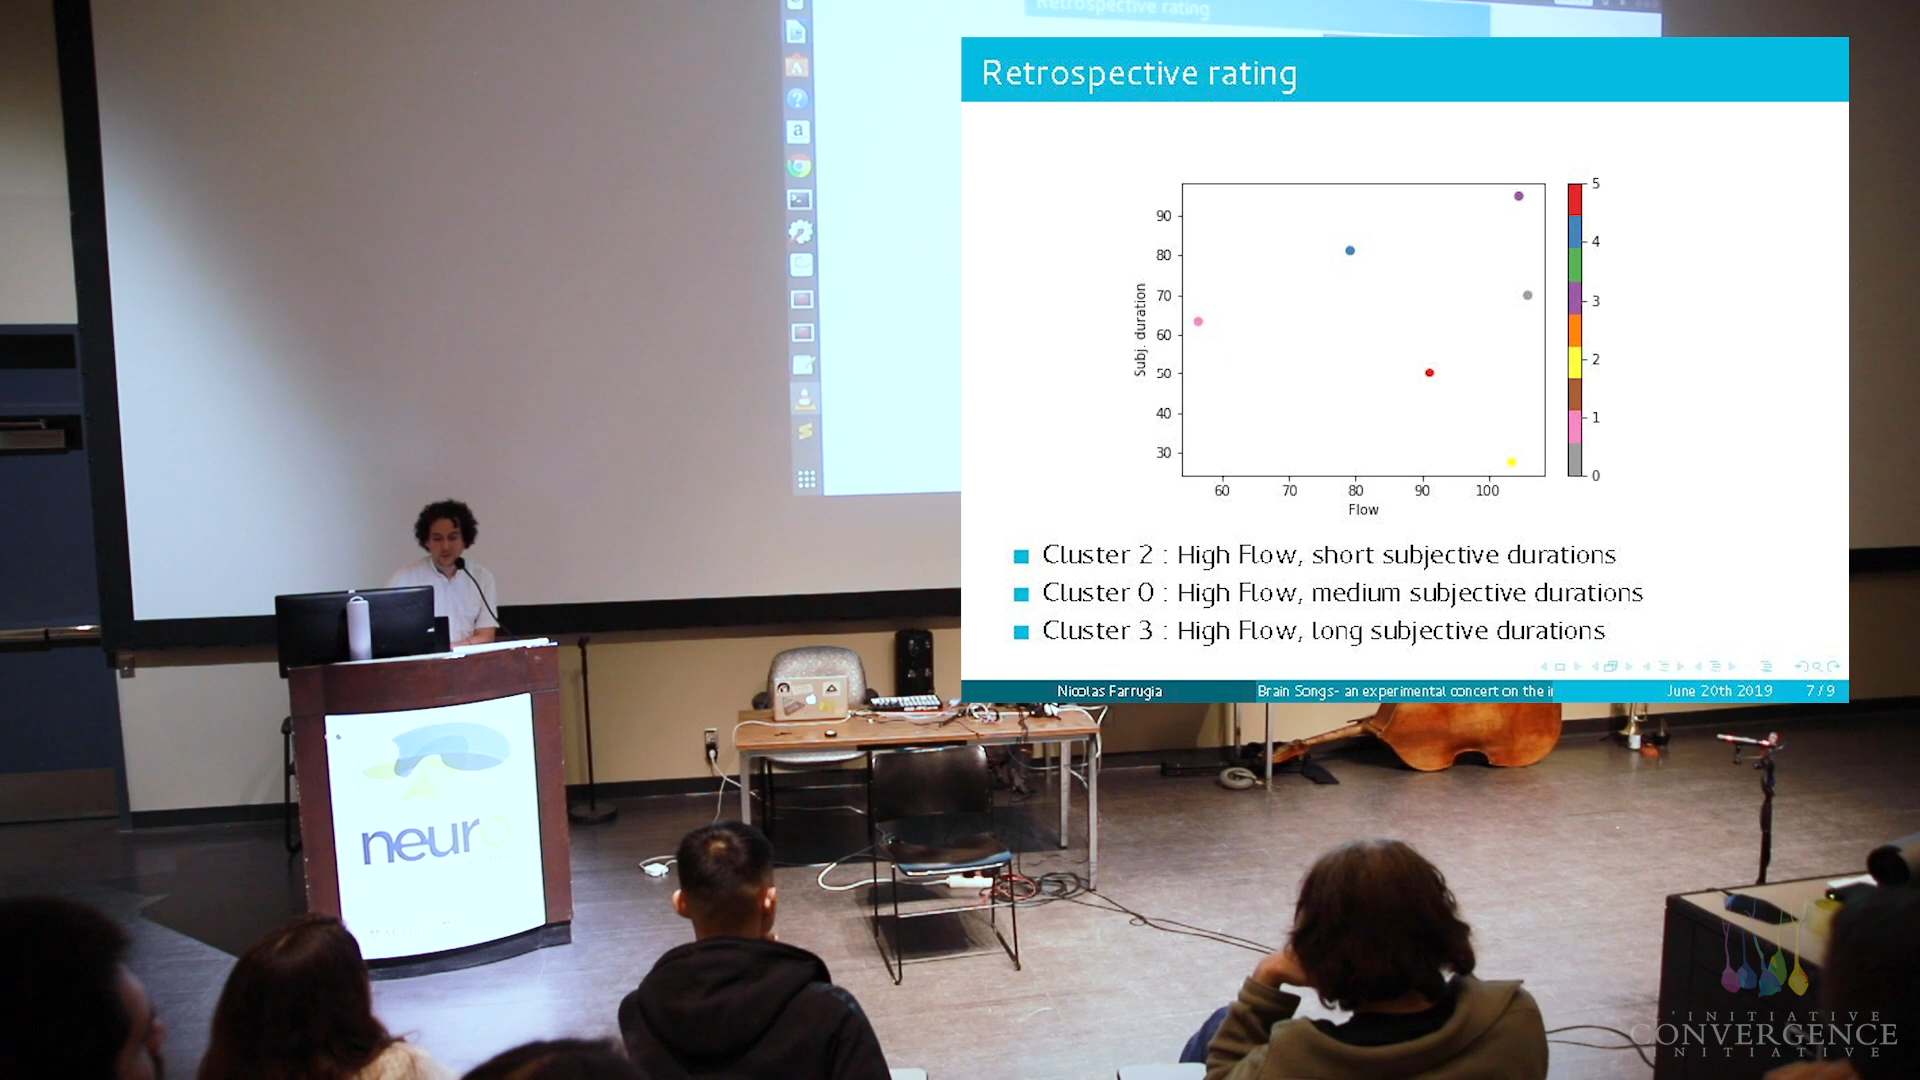 Retrospective rating
Retrospective rating
90
80
70
60
50
40
30
Subj. duration
60 70 80 90 100
Flow
5
4
3
2
1
0
Cluster 2 : High Flow, short subjective durations
Cluster 0 : High Flow, medium subjective durations
Cluster 3 : High Flow, long subjective durations
Nicolas Farrugia
Brain Songs- an experimental concert on the
June 20th 2019
7 / 9
neuro
L'INITIATIVE
CONVERGENCE
INITIATIVE